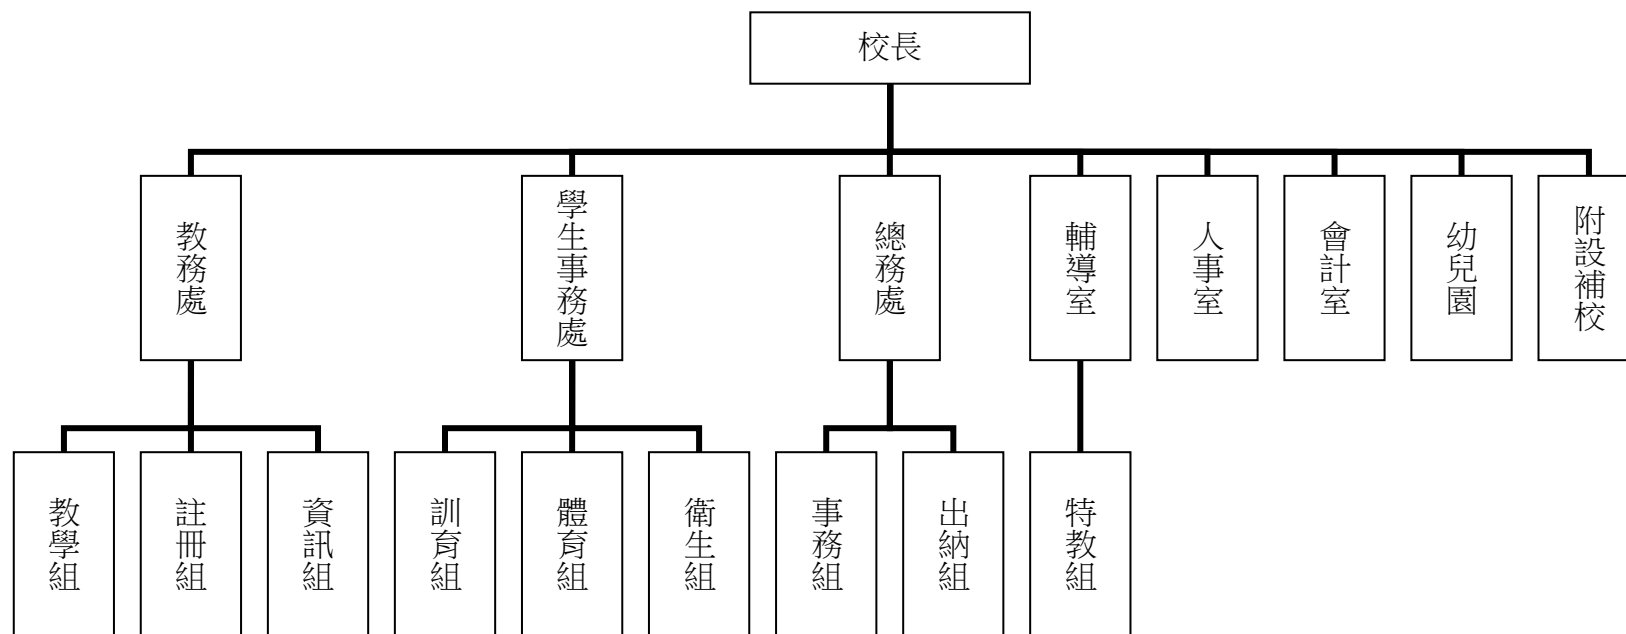 校長
教務處
學生事務處
總務處
輔導室
人事室
會計室
幼兒園
附設補校
教學組
註冊組
資訊組
訓育組
體育組
衛生組
事務組
出納組
特教組